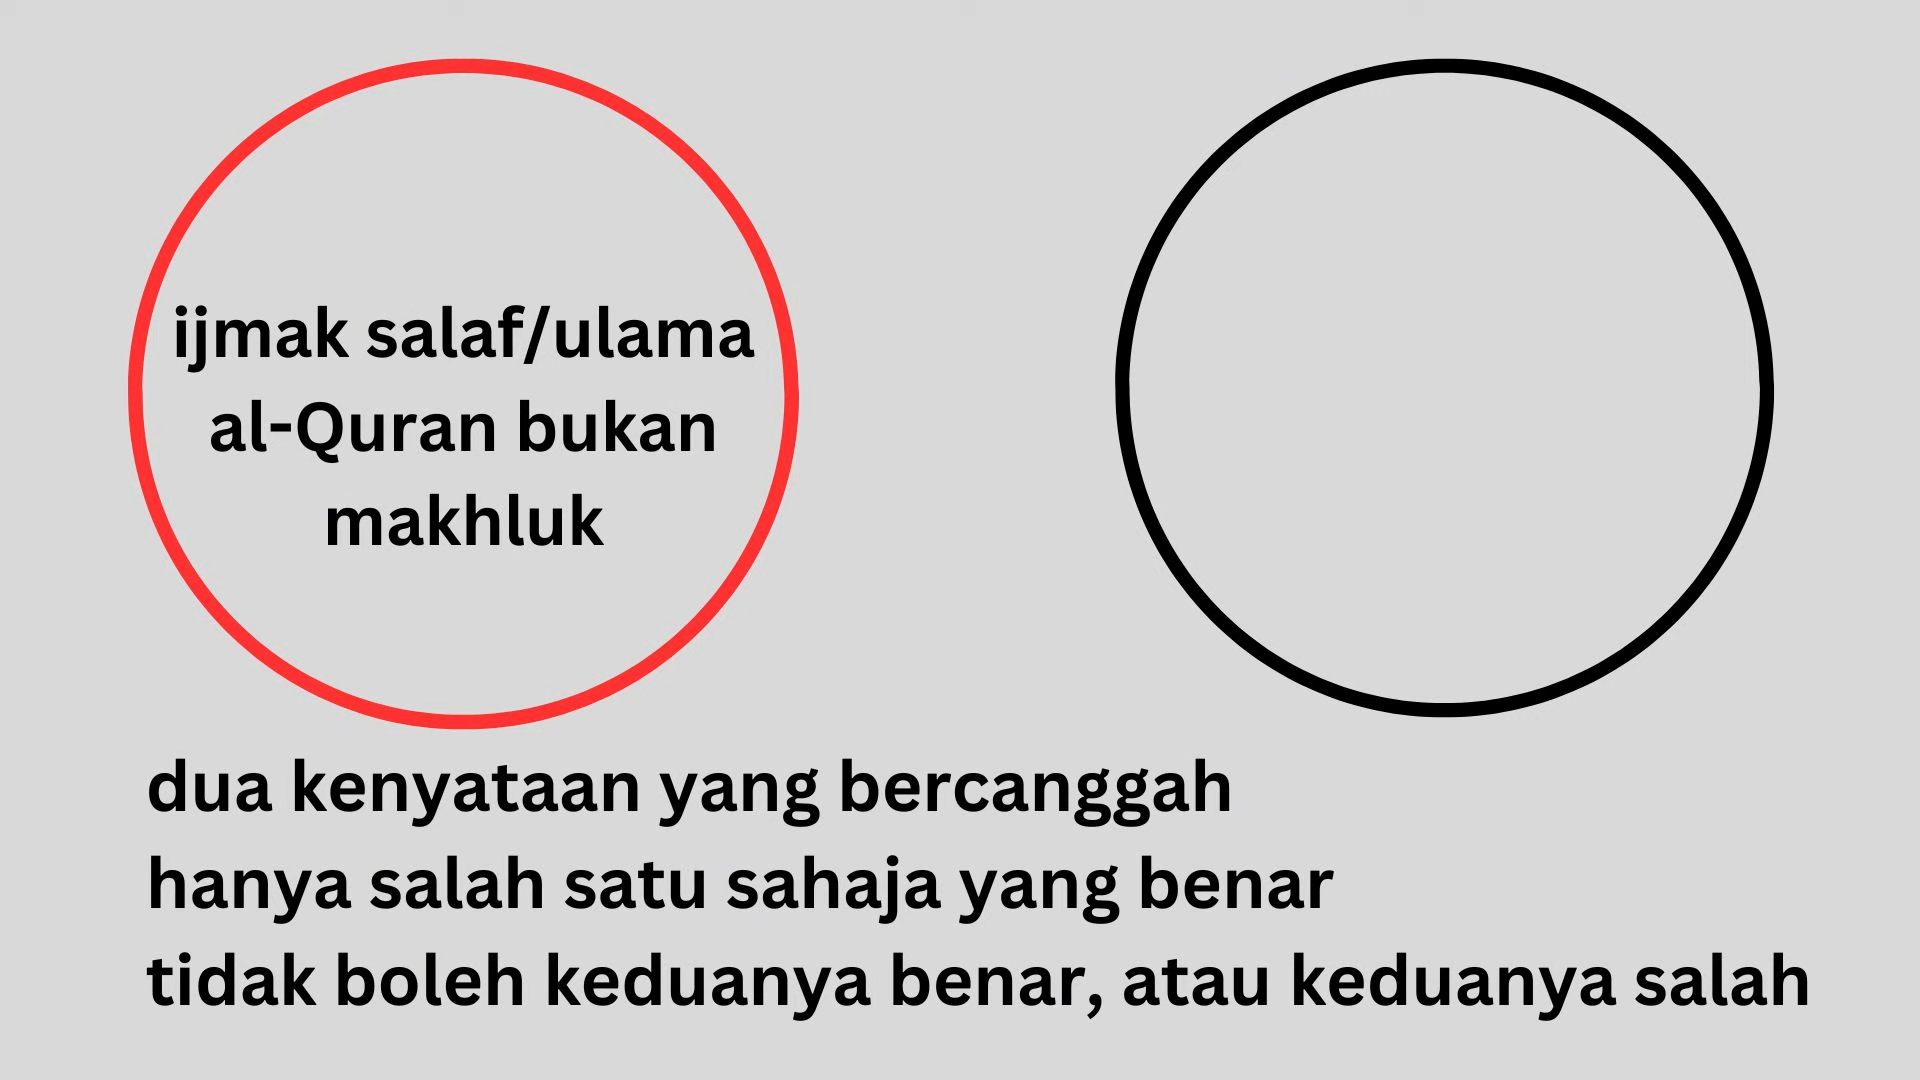 ijmak salaf/ulama
al-Quran bukan
makhluk
dua kenyataan yang bercanggah
hanya salah satu sahaja yang benar
tidak boleh keduanya benar, atau keduanya salah